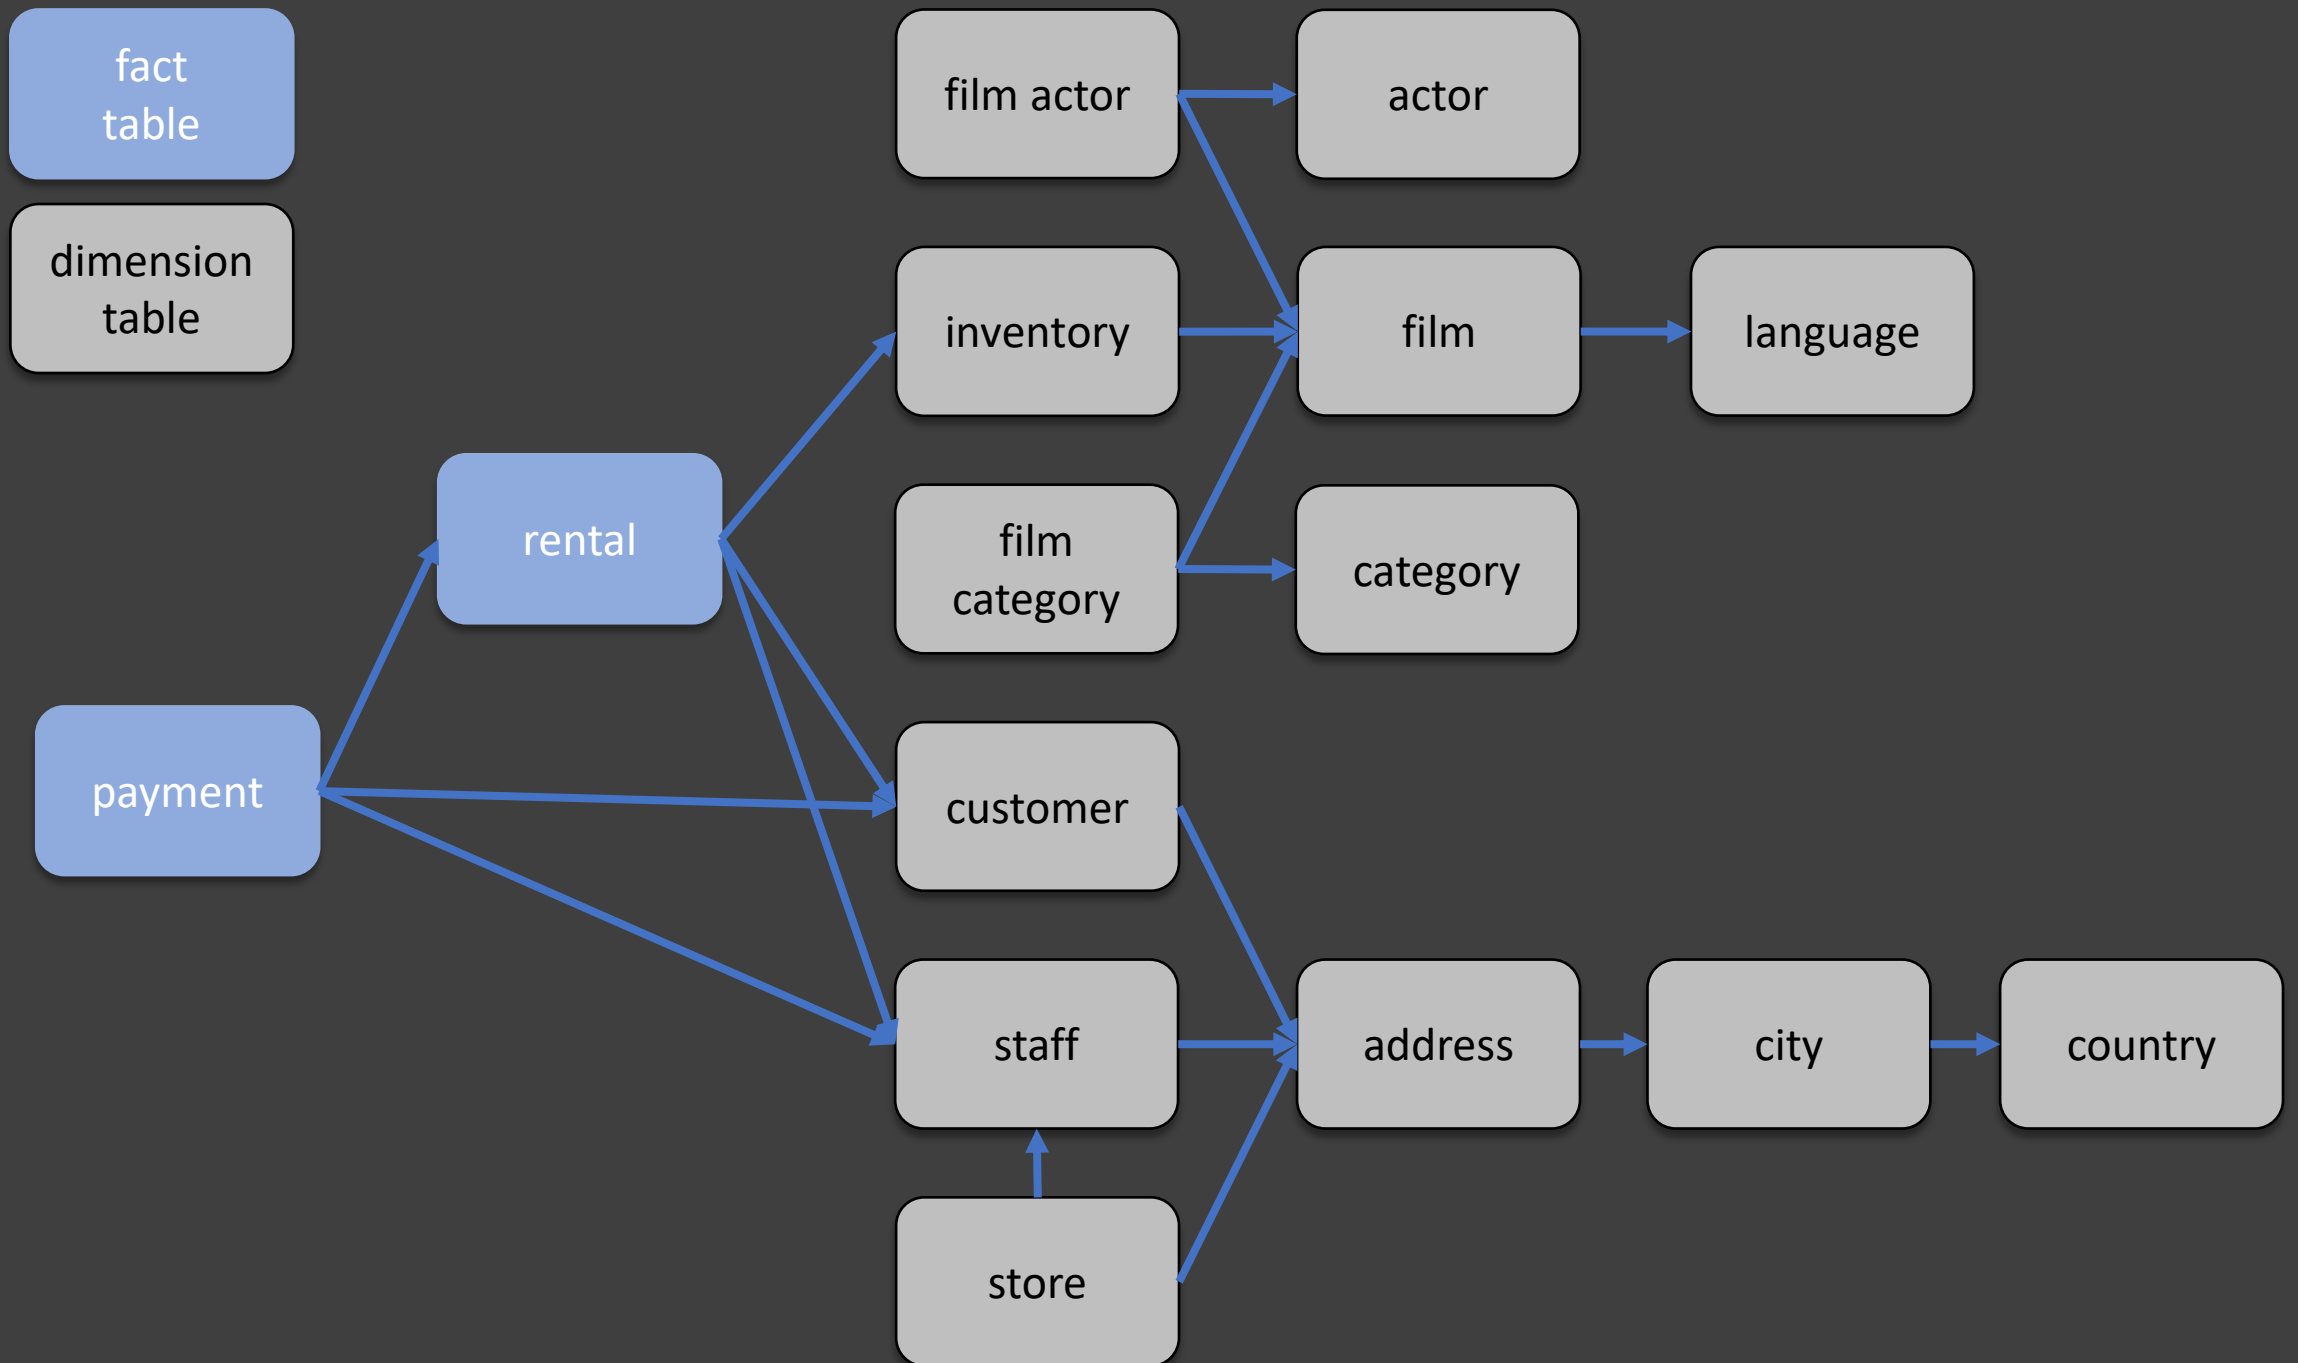 fact
table
dimension
table
film actor
actor
inventory
film
language
rental
film
category
category
payment
customer
staff
address
city
country
store